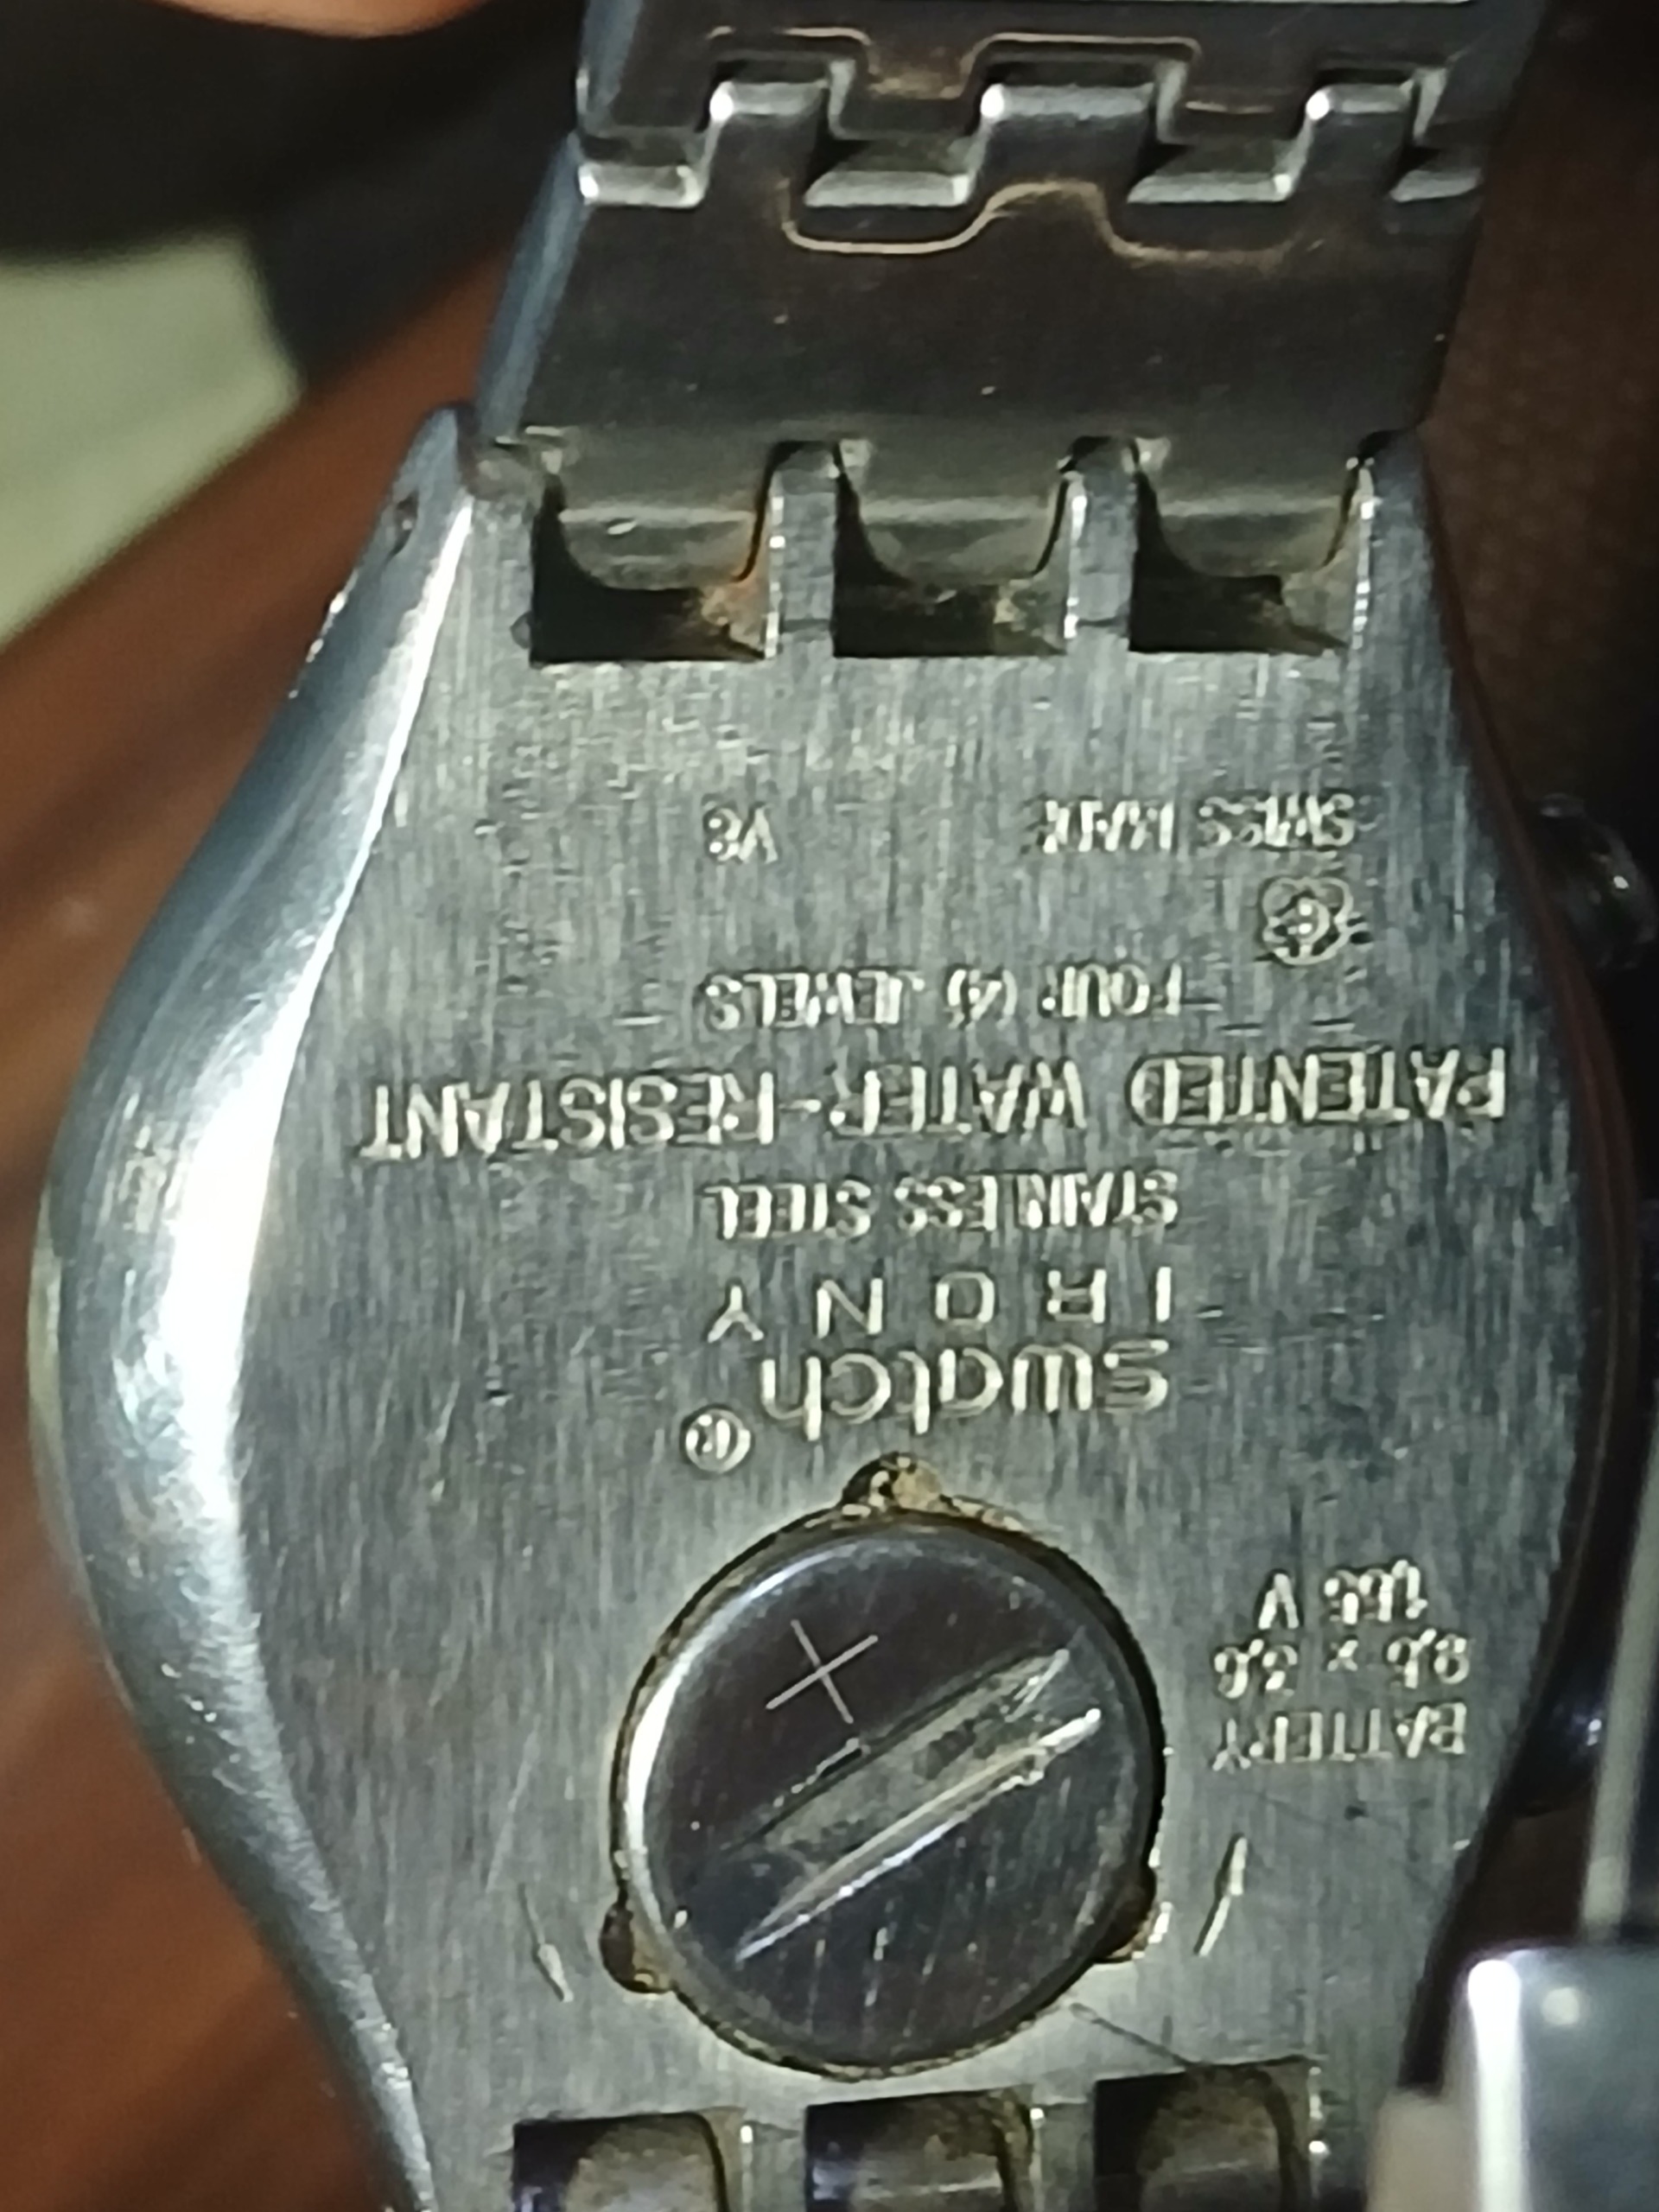 BATTERY
9,5 × 3,6
1,55 V
swatch®
IRONY
STAINLESS STEEL
PATENTED WATER-RESISTANT
FOUR (4) JEWELS
SWISS MADE V8